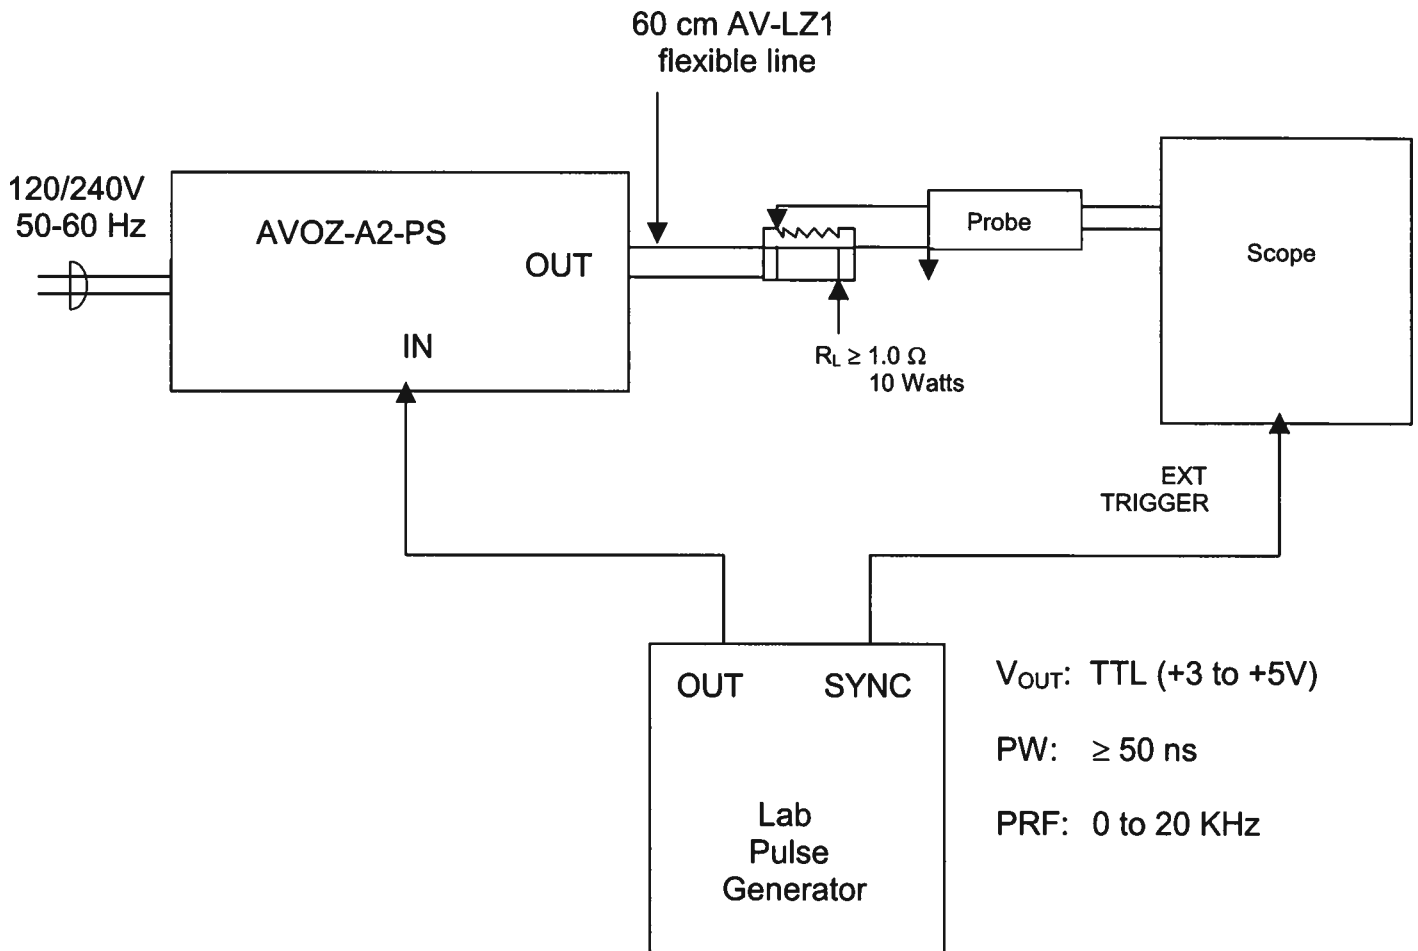 60 cm AV-LZ1
flexible line
120/240V
50-60 Hz
AVOZ-A2-PS
OUT
IN
Probe
Scope
R_L ≥ 1.0 Ω
10 Watts
EXT
TRIGGER
OUT
SYNC
Lab
Pulse
Generator
V_OUT: TTL (+3 to +5V)
PW: ≥ 50 ns
PRF: 0 to 20 KHz